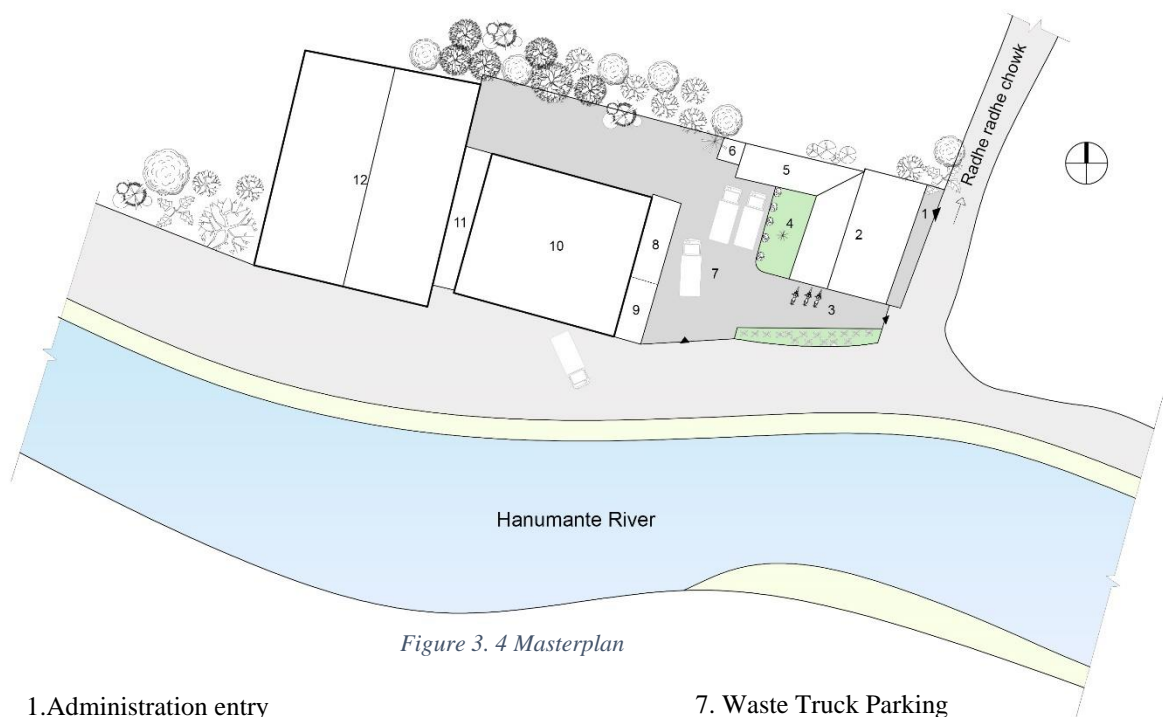 Radhe radhe chowk
6
5
1
12
4
2
11
8
10
7
3
9
Hanumante River
Figure 3. 4 Masterplan
1.Administration entry
7. Waste Truck Parking